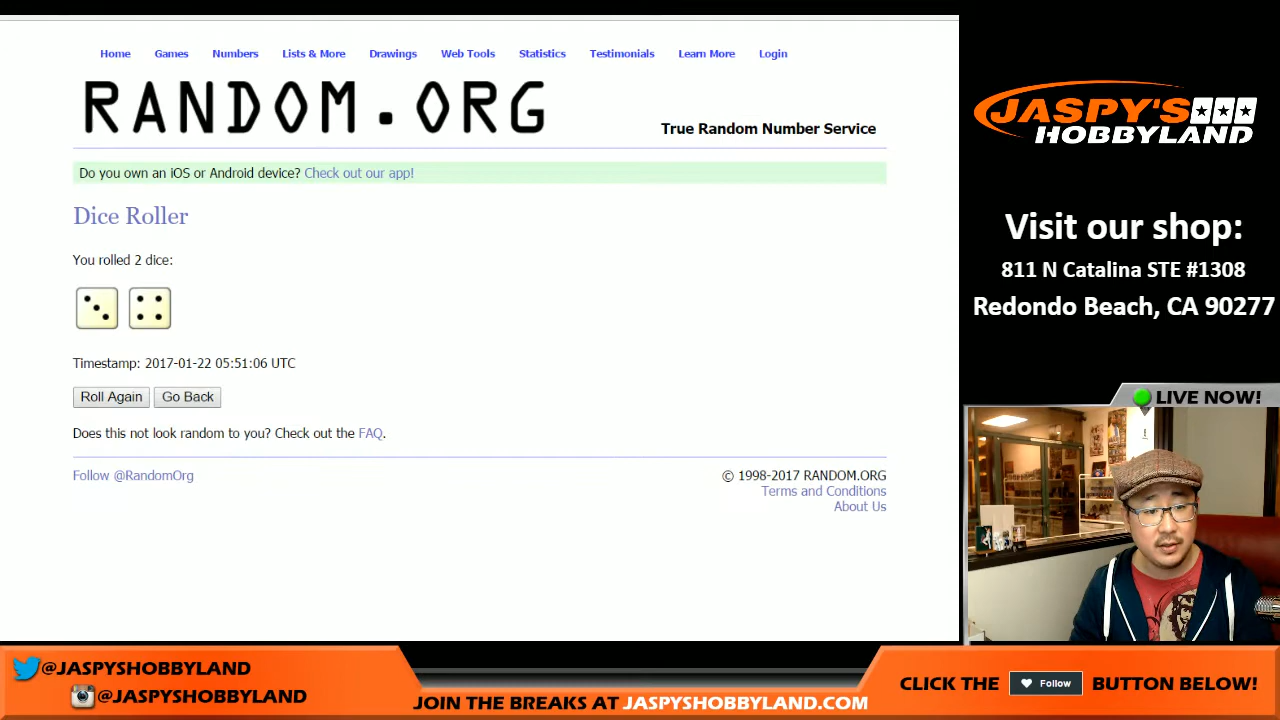 Home Games Numbers Lists & More Drawings Web Tools Statistics Testimonials Learn More Login
RANDOM.ORG
True Random Number Service
Do you own an iOS or Android device? Check out our app!
Dice Roller
You rolled 2 dice:
Timestamp: 2017-01-22 05:51:06 UTC
Roll Again Go Back
Does this not look random to you? Check out the FAQ.
Follow @RandomOrg
© 1998-2017 RANDOM.ORG
Terms and Conditions
About Us
JASPY'S
HOBBYLAND
Visit our shop:
811 N Catalina STE #1308
Redondo Beach, CA 90277
LIVE NOW!
@JASPYSHOBBYLAND
@JASPYSHOBBYLAND
JOIN THE BREAKS AT JASPYSHOBBYLAND.COM
CLICK THE Follow BUTTON BELOW!